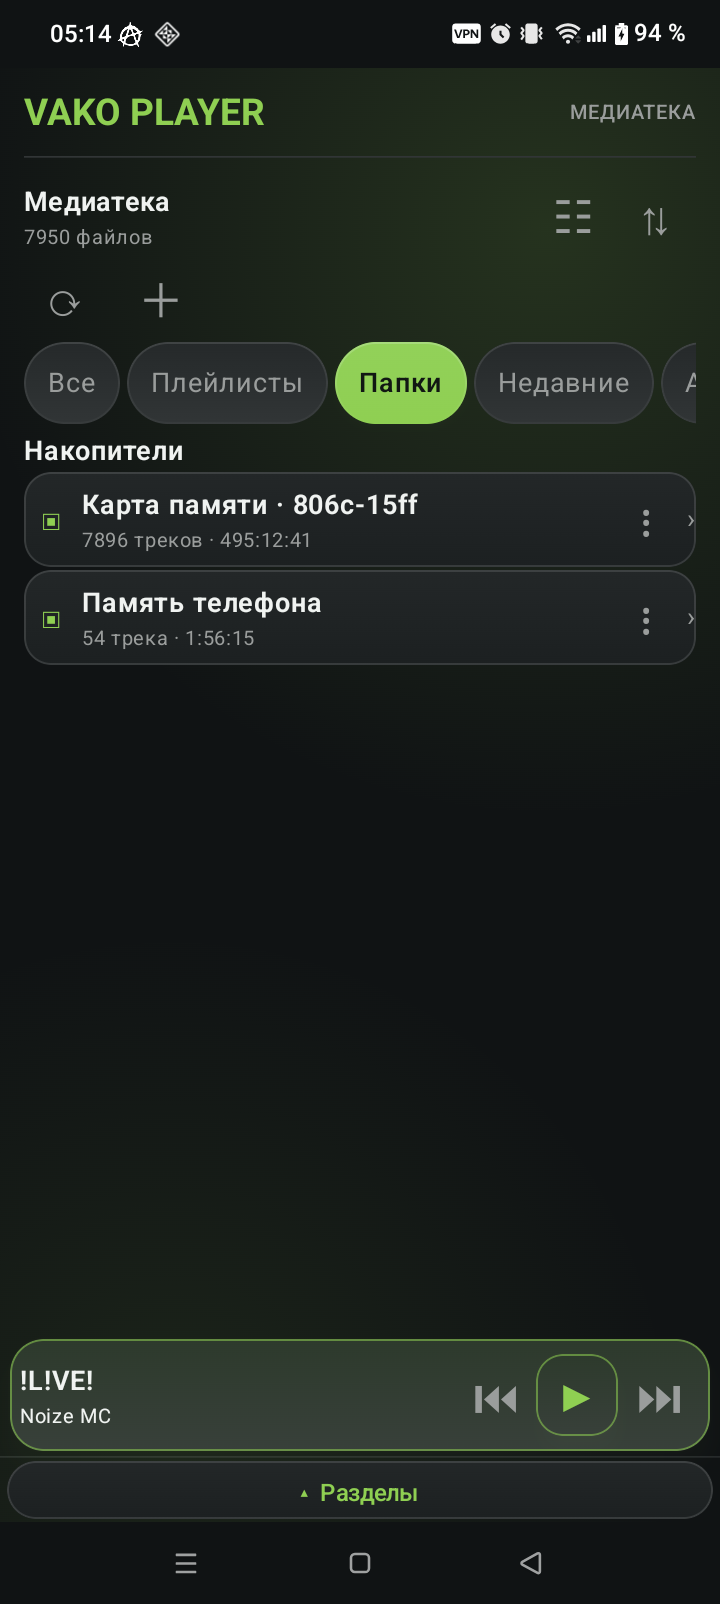 05:14 VPN 94 %
VAKO PLAYER МЕДИАТЕКА
Медиатека
7950 файлов
Все Плейлисты Папки Недавние
Накопители
Карта памяти · 806c-15ff
7896 треков · 495:12:41
Память телефона
54 трека · 1:56:15
!L!VE!
Noize MC
Разделы